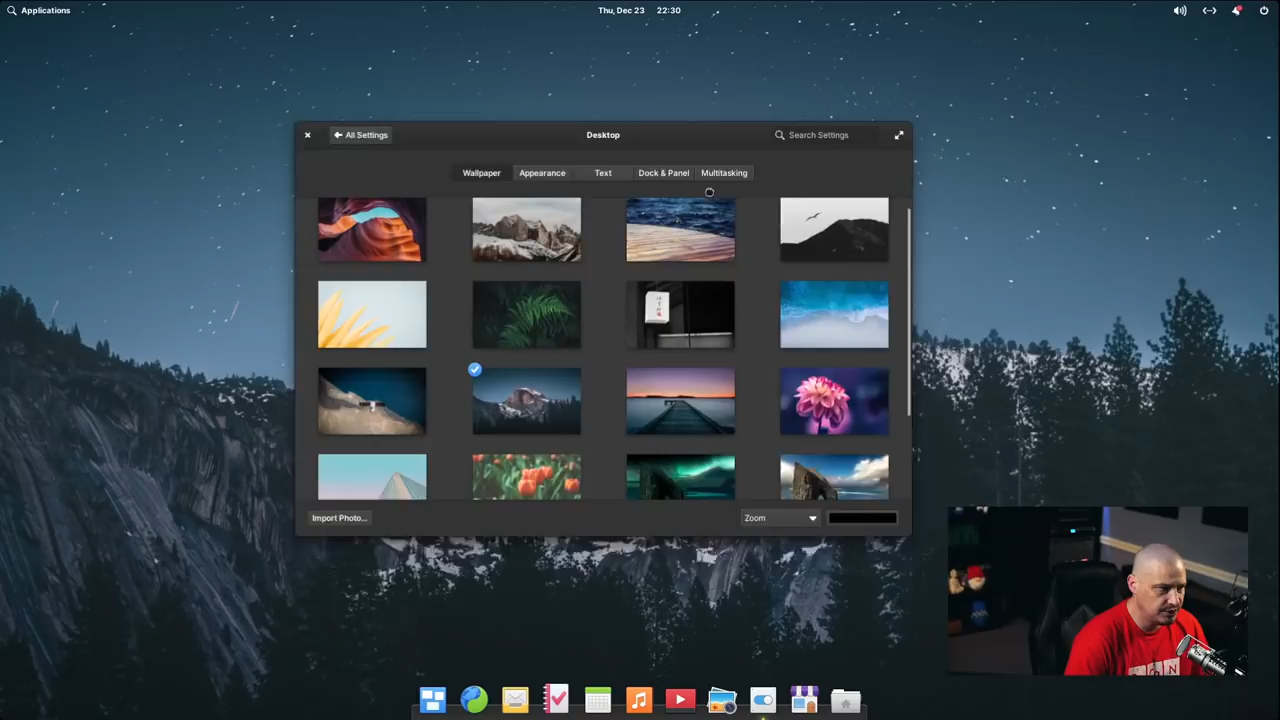 Applications
Thu, Dec 23 22:30
All Settings
Desktop
Search Settings
Wallpaper
Appearance
Text
Dock & Panel
Multitasking
Import Photo...
Zoom